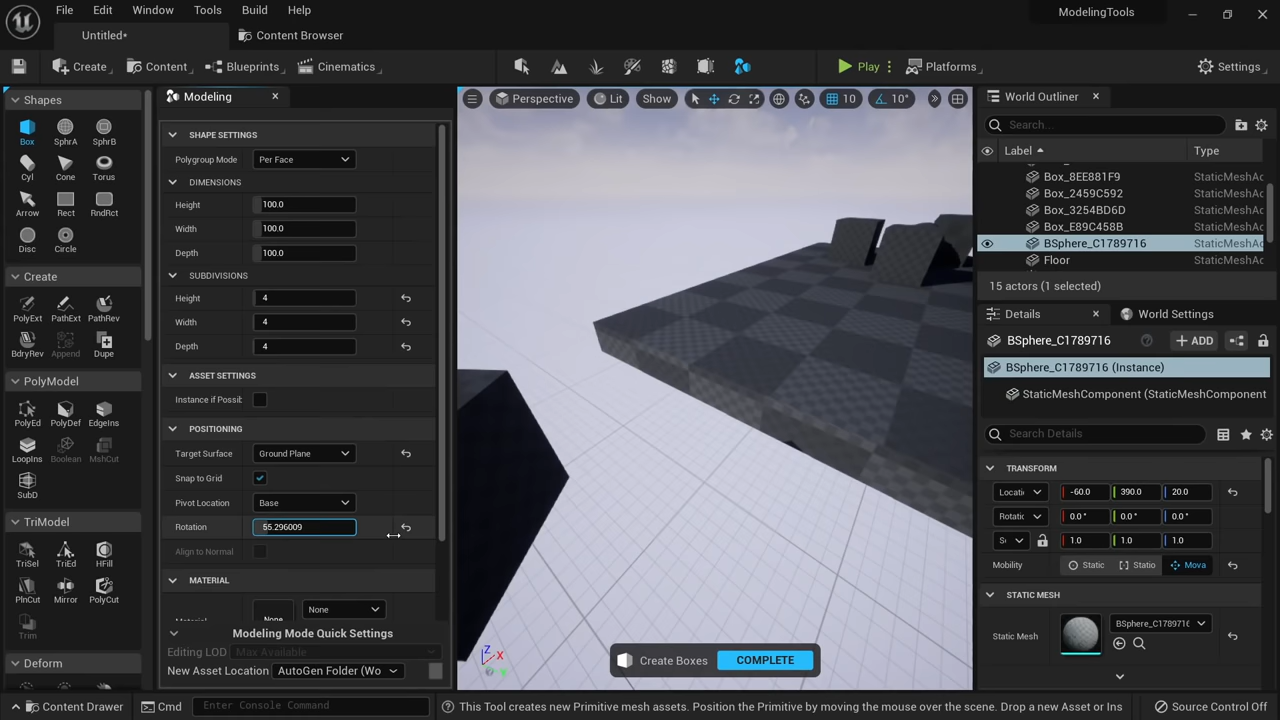 File Edit Window Tools Build Help ModelingTools
Untitled* Content Browser
Create Content Blueprints Cinematics Play Platforms Settings
Shapes
Box SphrA SphrB
Cyl Cone Torus
Arrow Rect RndRct
Disc Circle
Create
PolyExt PathExt PathRev
BdryRev Append Dupe
PolyModel
PolyEd PolyDef EdgeIns
LoopIns Boolean MshCut
SubD
TriModel
TriSel TriEd HFill
PlnCut Mirror PolyCut
Trim
Deform
Modeling
SHAPE SETTINGS
Polygroup Mode Per Face
DIMENSIONS
Height 100.0
Width 100.0
Depth 100.0
SUBDIVISIONS
Height 4
Width 4
Depth 4
ASSET SETTINGS
Instance if Possil
POSITIONING
Target Surface Ground Plane
Snap to Grid
Pivot Location Base
Rotation 55.296009
Align to Normal
MATERIAL
None
Modeling Mode Quick Settings
Editing LOD Max Available
New Asset Location AutoGen Folder (Wo
Perspective Lit Show 10 10°
Z X Y
Create Boxes COMPLETE
World Outliner
Search...
Label Type
Box_8EE881F9 StaticMeshAc
Box_2459C592 StaticMeshAc
Box_3254BD6D StaticMeshAc
Box_E89C458B StaticMeshAc
BSphere_C1789716 StaticMeshAc
Floor StaticMeshAc
15 actors (1 selected)
Details World Settings
BSphere_C1789716 ADD
BSphere_C1789716 (Instance)
StaticMeshComponent (StaticMeshComponent
Search Details
TRANSFORM
Locati -60.0 390.0 20.0
Rotatic 0.0° 0.0° 0.0°
S 1.0 1.0 1.0
Mobility Static Statio Mova
STATIC MESH
Static Mesh BSphere_C178971
Content Drawer Cmd Enter Console Command This Tool creates new Primitive mesh assets. Position the Primitive by moving the mouse over the scene. Drop a new Asset or Ins Source Control Off